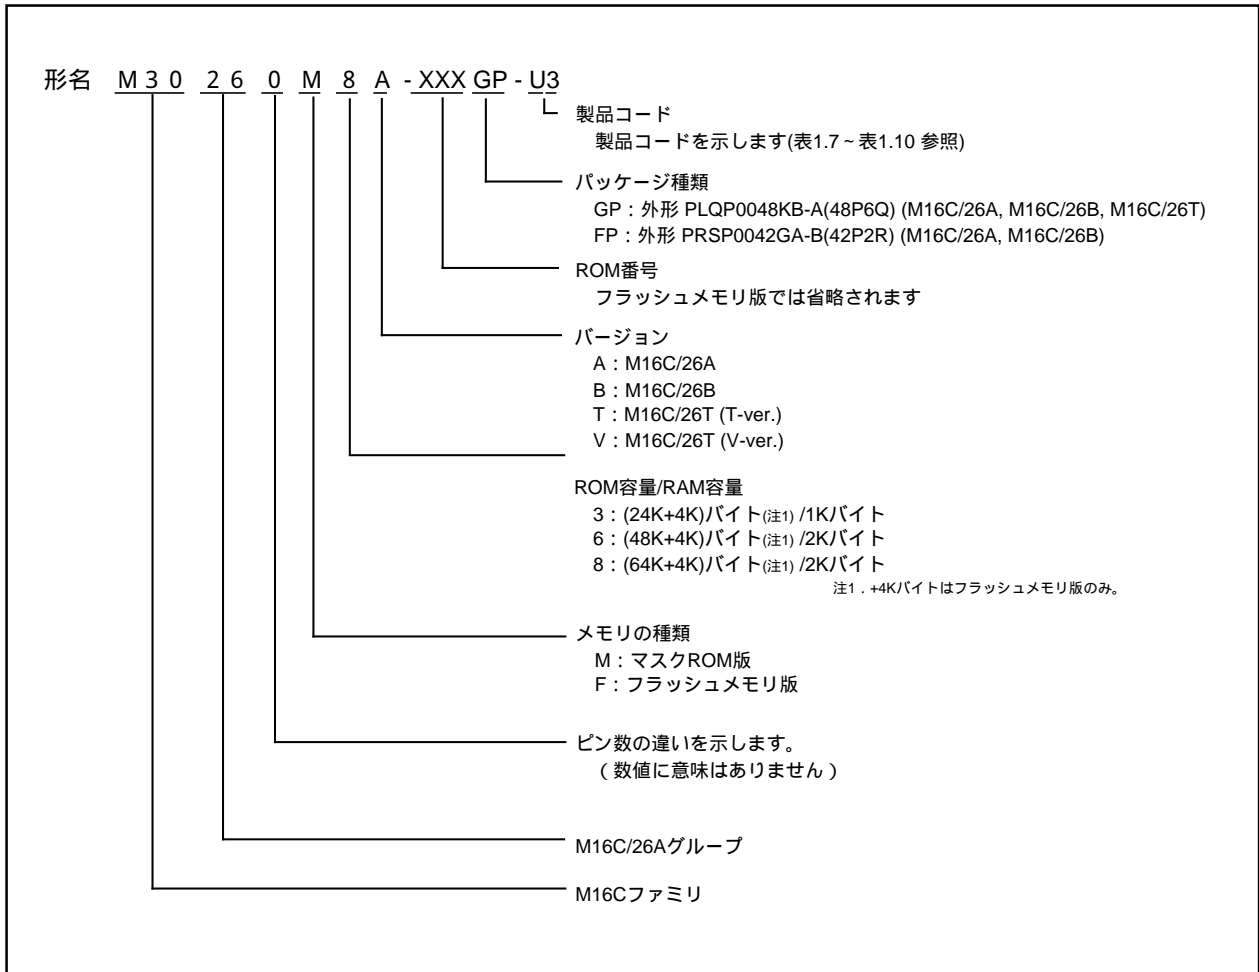 形名 M30 26 0 M 8 A - XXX GP - U3
製品コード
製品コードを示します(表1.7～表1.10 参照)
パッケージ種類
GP：外形 PLQP0048KB-A(48P6Q) (M16C/26A, M16C/26B, M16C/26T)
FP：外形 PRSP0042GA-B(42P2R) (M16C/26A, M16C/26B)
ROM番号
フラッシュメモリ版では省略されます
バージョン
A：M16C/26A
B：M16C/26B
T：M16C/26T (T-ver.)
V：M16C/26T (V-ver.)
ROM容量/RAM容量
3：(24K+4K)バイト(注1) /1Kバイト
6：(48K+4K)バイト(注1) /2Kバイト
8：(64K+4K)バイト(注1) /2Kバイト
注1．+4Kバイトはフラッシュメモリ版のみ。
メモリの種類
M：マスクROM版
F：フラッシュメモリ版
ピン数の違いを示します。
（数値に意味はありません）
M16C/26Aグループ
M16Cファミリ